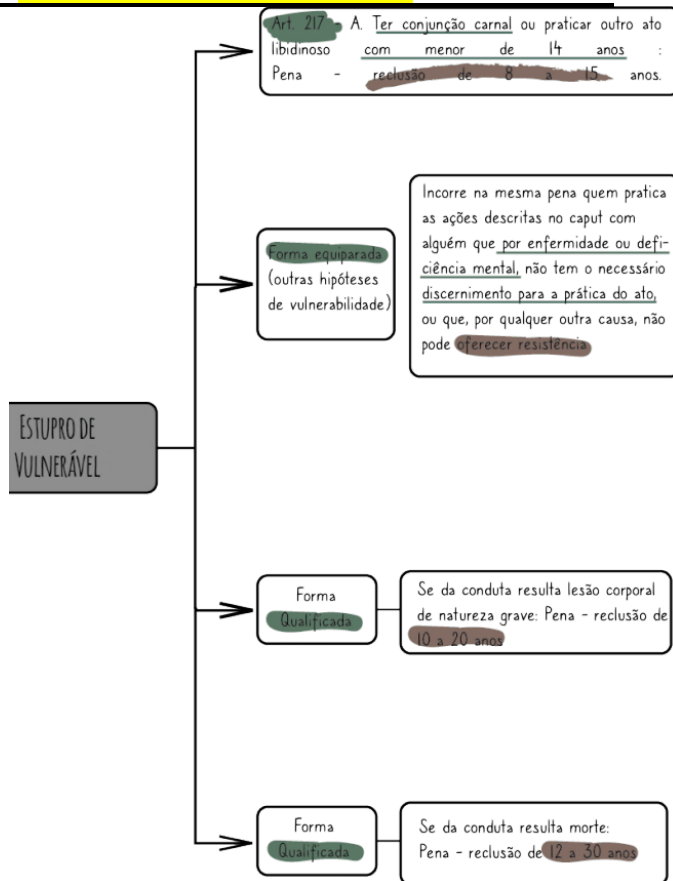 Art. 217 - A. Ter conjunção carnal ou praticar outro ato
libidinoso com menor de 14 anos :
Pena - reclusão de 8 a 15 anos.
Forma equiparada
(outras hipóteses
de vulnerabilidade)
Incorre na mesma pena quem pratica
as ações descritas no caput com
alguém que por enfermidade ou defi-
ciência mental, não tem o necessário
discernimento para a prática do ato,
ou que, por qualquer outra causa, não
pode oferecer resistência
Estupro de
Vulnerável
Forma
Qualificada
Se da conduta resulta lesão corporal
de natureza grave: Pena - reclusão de
10 a 20 anos
Forma
Qualificada
Se da conduta resulta morte:
Pena - reclusão de 12 a 30 anos